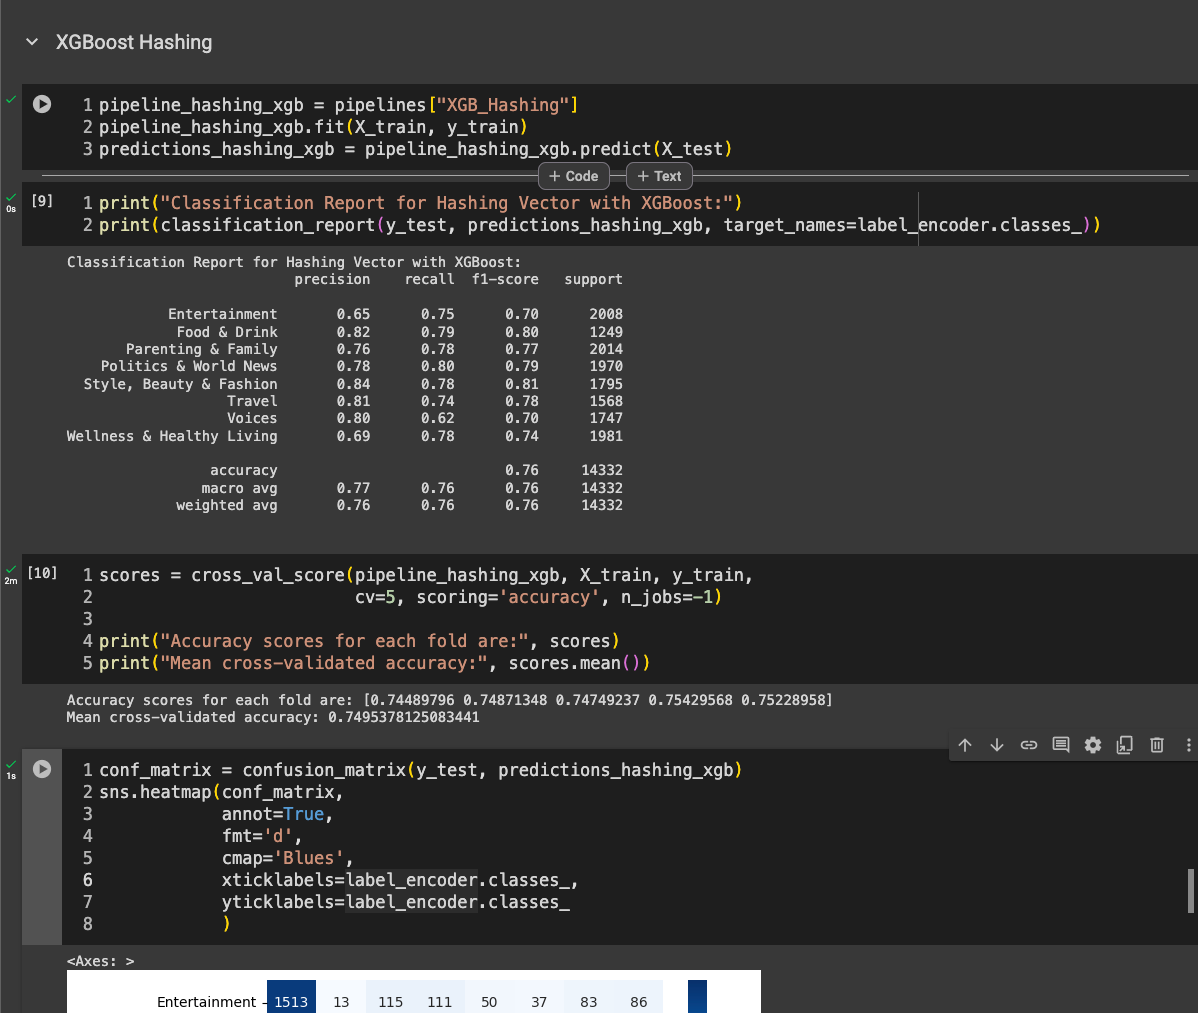 XGBoost Hashing
1 pipeline_hashing_xgb = pipelines["XGB_Hashing"]
2 pipeline_hashing_xgb.fit(X_train, y_train)
3 predictions_hashing_xgb = pipeline_hashing_xgb.predict(X_test)
+ Code + Text
0s
[9] 1 print("Classification Report for Hashing Vector with XGBoost:")
2 print(classification_report(y_test, predictions_hashing_xgb, target_names=label_encoder.classes_))
Classification Report for Hashing Vector with XGBoost:
precision recall f1-score support
Entertainment 0.65 0.75 0.70 2008
Food & Drink 0.82 0.79 0.80 1249
Parenting & Family 0.76 0.78 0.77 2014
Politics & World News 0.78 0.80 0.79 1970
Style, Beauty & Fashion 0.84 0.78 0.81 1795
Travel 0.81 0.74 0.78 1568
Voices 0.80 0.62 0.70 1747
Wellness & Healthy Living 0.69 0.78 0.74 1981
accuracy 0.76 14332
macro avg 0.77 0.76 0.76 14332
weighted avg 0.76 0.76 0.76 14332
2m
[10] 1 scores = cross_val_score(pipeline_hashing_xgb, X_train, y_train,
2 cv=5, scoring='accuracy', n_jobs=-1)
3
4 print("Accuracy scores for each fold are:", scores)
5 print("Mean cross-validated accuracy:", scores.mean())
Accuracy scores for each fold are: [0.74489796 0.74871348 0.74749237 0.75429568 0.75228958]
Mean cross-validated accuracy: 0.7495378125083441
1s
1 conf_matrix = confusion_matrix(y_test, predictions_hashing_xgb)
2 sns.heatmap(conf_matrix,
3 annot=True,
4 fmt='d',
5 cmap='Blues',
6 xticklabels=label_encoder.classes_,
7 yticklabels=label_encoder.classes_
8 )
<Axes: >
Entertainment 1513 13 115 111 50 37 83 86